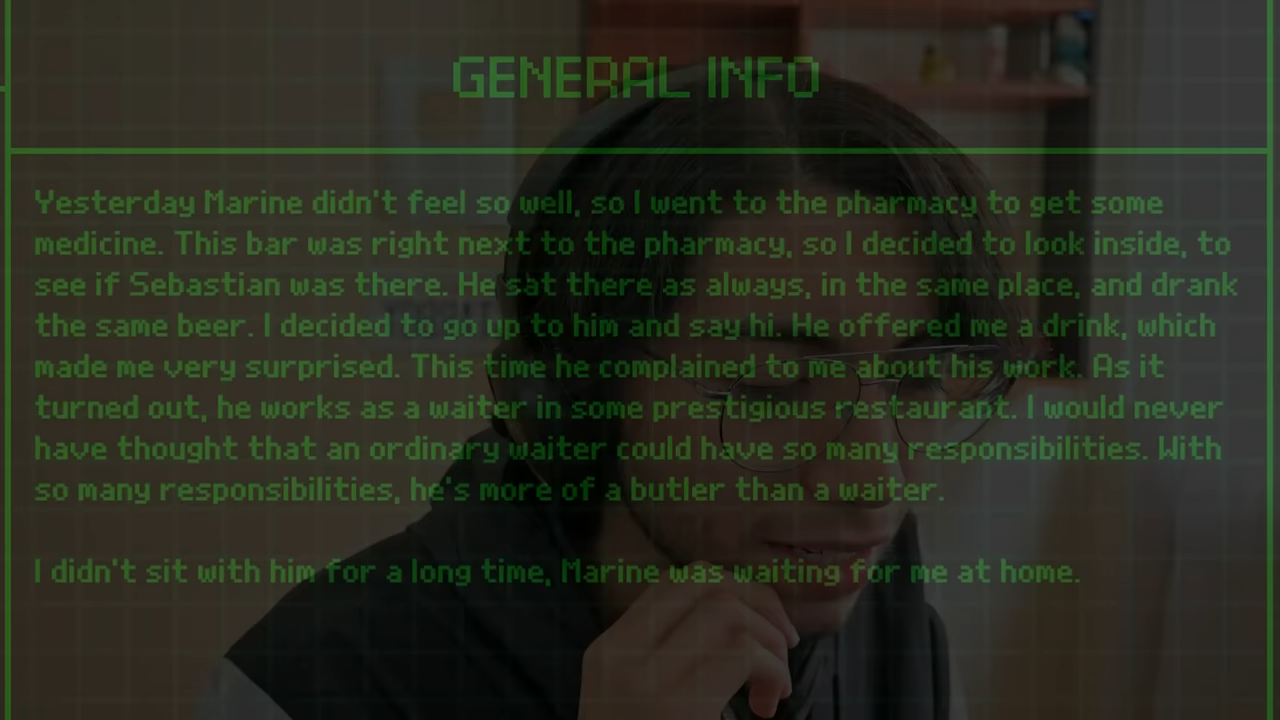 GENERAL INFO
Yesterday Marine didn't feel so well, so I went to the pharmacy to get some
medicine. This bar was right next to the pharmacy, so I decided to look inside, to
see if Sebastian was there. He sat there as always, in the same place, and drank
the same beer. I decided to go up to him and say hi. He offered me a drink, which
made me very surprised. This time he complained to me about his work. As it
turned out, he works as a waiter in some prestigious restaurant. I would never
have thought that an ordinary waiter could have so many responsibilities. With
so many responsibilities, he's more of a butler than a waiter.
I didn't sit with him for a long time, Marine was waiting for me at home.